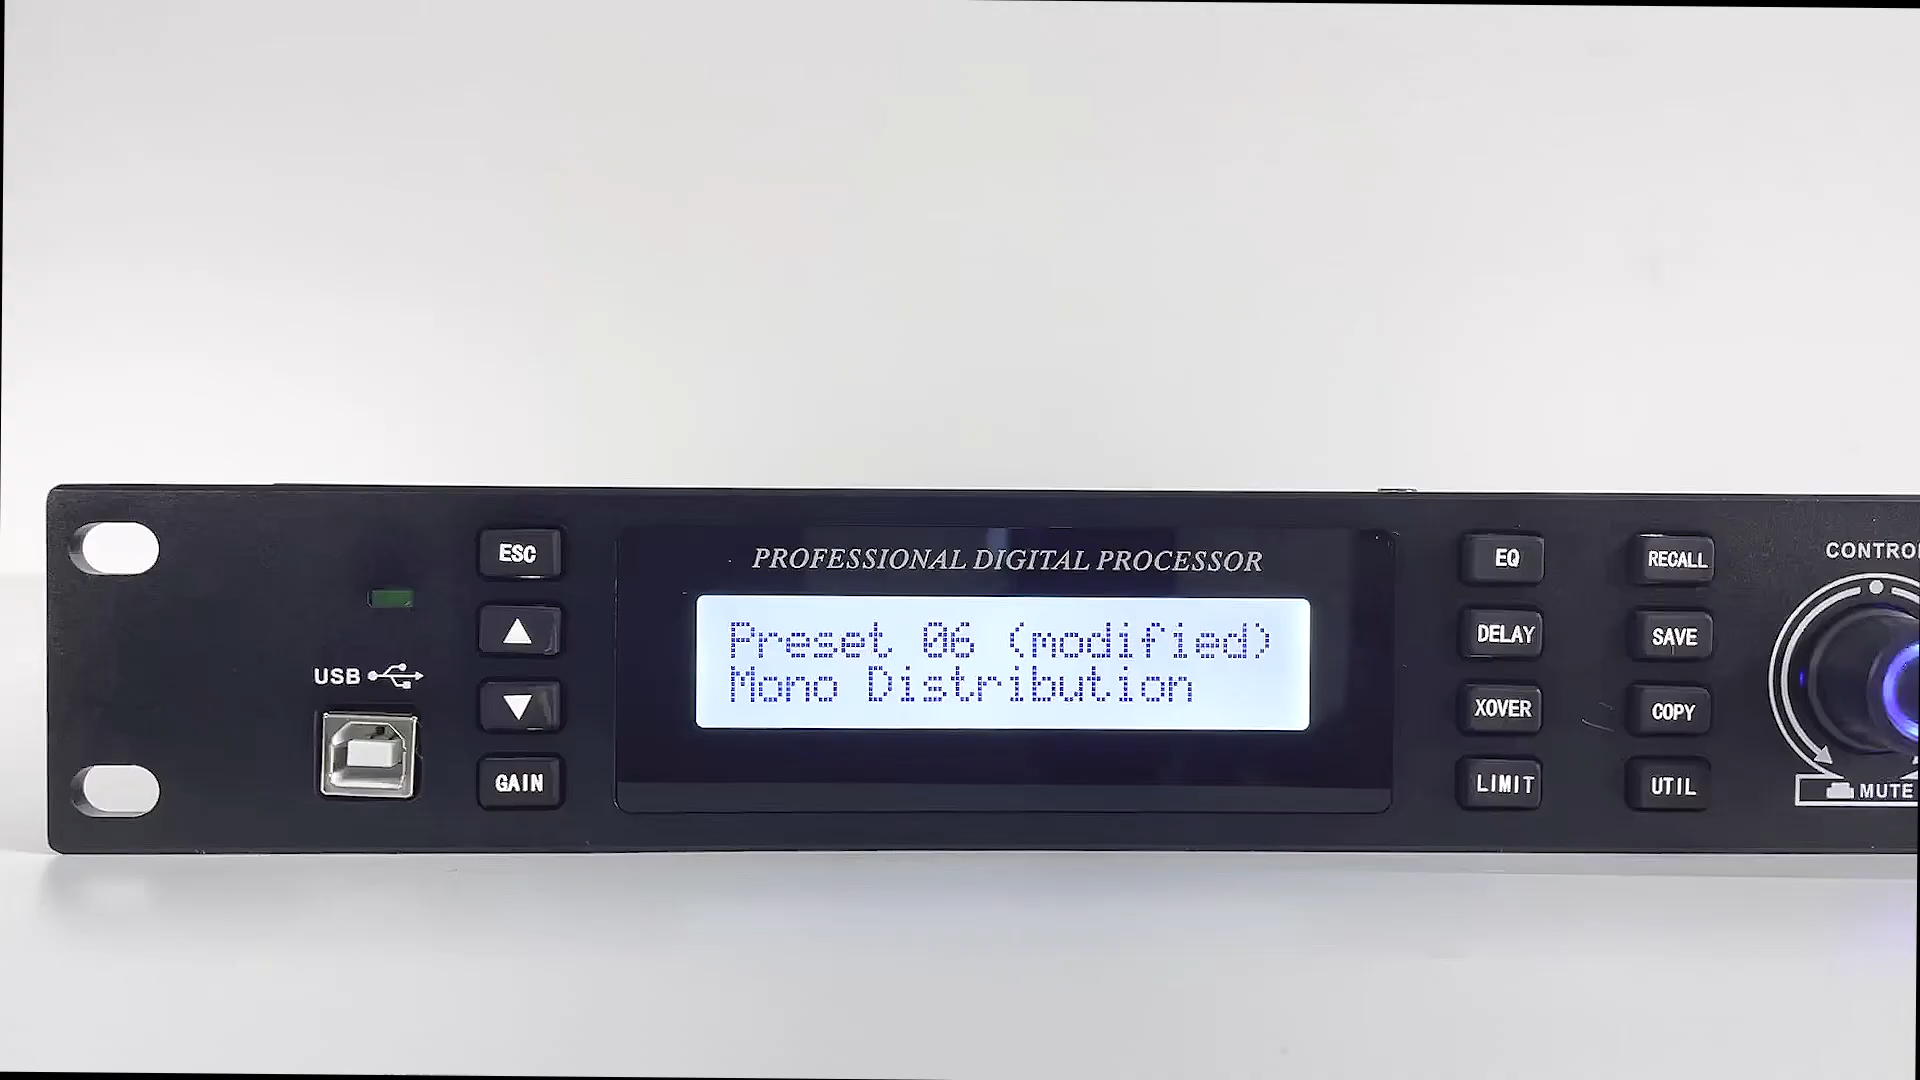 PROFESSIONAL DIGITAL PROCESSOR
Preset 06 (modified)
Mono Distribution
USB
ESC
GAIN
EQ
DELAY
XOVER
LIMIT
RECALL
SAVE
COPY
UTIL
CONTRO
MUTE